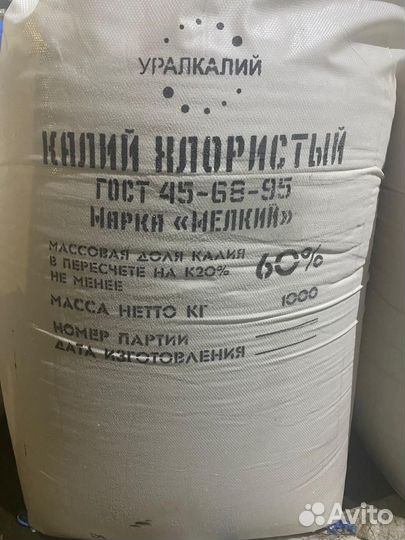 УРАЛКАЛИЙ
КАЛИЙ ХЛОРИСТЫЙ
ГОСТ 45-68-95
МАРКА «МЕЛКИЙ»
МАССОВАЯ ДОЛЯ КАЛИЯ
В ПЕРЕСЧЕТЕ НА К20% 60%
НЕ МЕНЕЕ
МАССА НЕТТО КГ 1000
НОМЕР ПАРТИИ
ДАТА ИЗГОТОВЛЕНИЯ
Avito